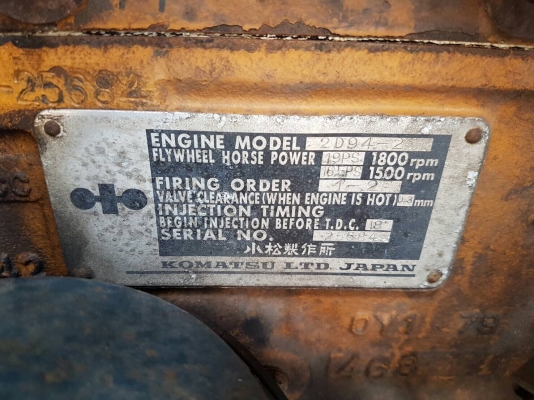 -25682
ENGINE MODEL 2D94-2
FLYWHEEL HORSE POWER 19PS 1800 rpm
1500 rpm
FIRING ORDER 1-2
VALVE CLEARANCE (WHEN ENGINE IS HOT) mm
INJECTION TIMING
BEGIN INJECTION BEFORE T.D.C. 18°
SERIAL NO.
小松製作所
KOMATSU LTD. JAPAN